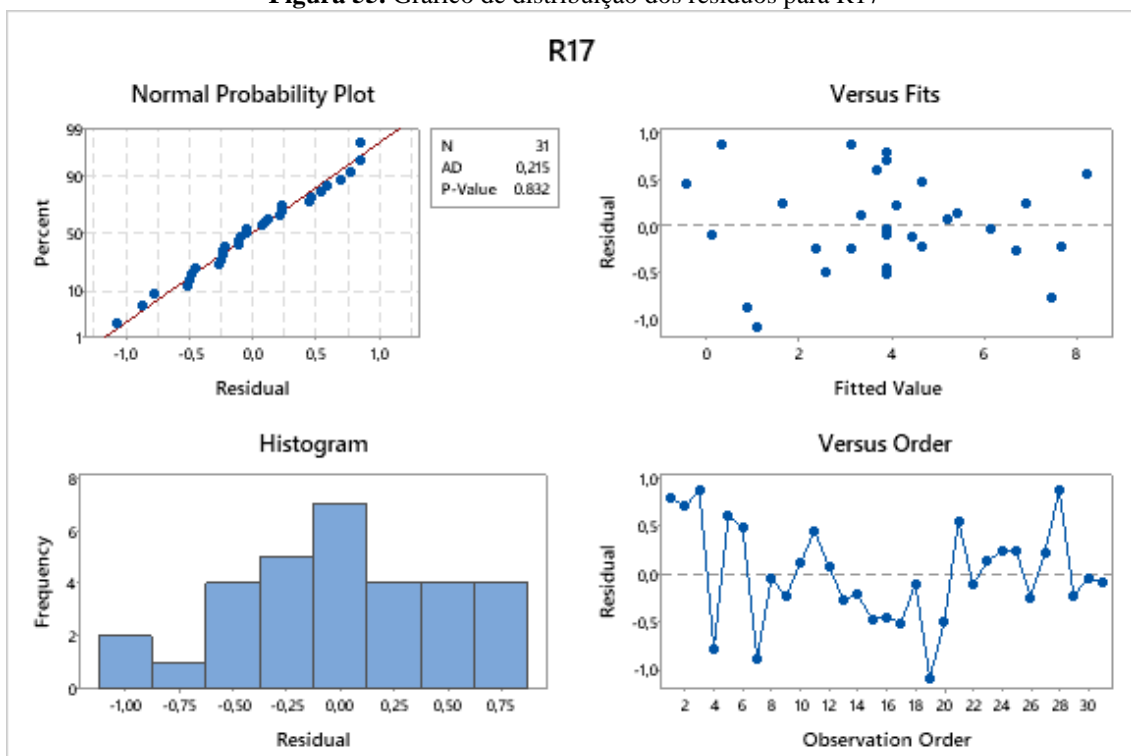 R17
Normal Probability Plot
99
90
50
10
1
Percent
-1,0 -0,5 0,0 0,5 1,0
Residual
N 31
AD 0,215
P-Value 0.832
Versus Fits
1,0
0,5
0,0
-0,5
-1,0
Residual
0 2 4 6 8
Fitted Value
Histogram
8
6
4
2
0
Frequency
-1,00 -0,75 -0,50 -0,25 0,00 0,25 0,50 0,75
Residual
Versus Order
1,0
0,5
0,0
-0,5
-1,0
Residual
2 4 6 8 10 12 14 16 18 20 22 24 26 28 30
Observation Order